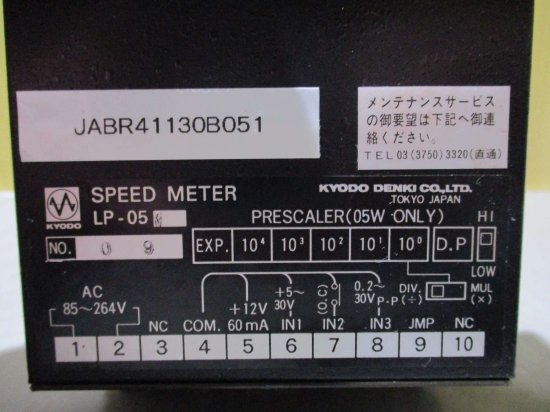 JABR41130B051
メンテナンスサービス
の御要望は下記へ御連
絡ください。
TEL 03 (3750) 3320 (直通)
KYODO
SPEED METER
LP-05
KYODO DENKI CO., LTD.
TOKYO JAPAN
NO. 09
PRESCALER (05W ONLY)
HI
EXP. 10⁴ 10³ 10² 10¹ 10⁰ D.P
LOW
AC
85～264V
DIV. (÷) MUL (×)
NC COM. +12V 60mA +5～30V IN1 O.C IN2 0.2～30V P-P IN3 JMP NC
1 2 3 4 5 6 7 8 9 10